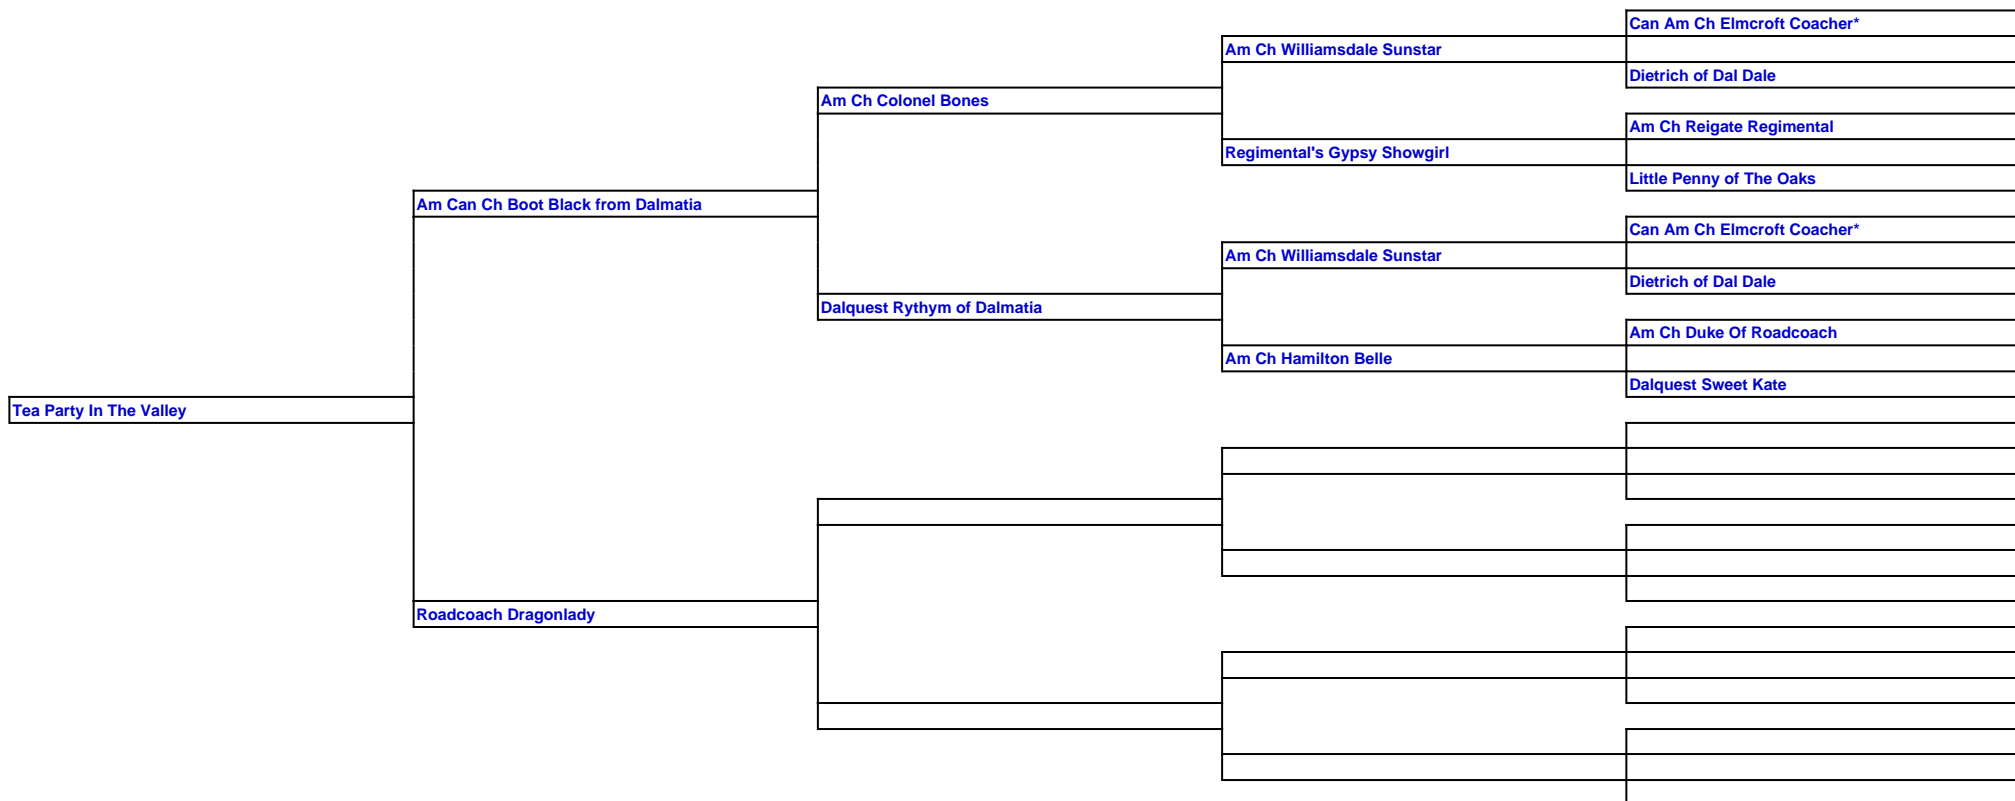 Can Am Ch Elmcroft Coacher*
Am Ch Williamsdale Sunstar
Dietrich of Dal Dale
Am Ch Colonel Bones
Am Ch Reigate Regimental
Regimental's Gypsy Showgirl
Little Penny of The Oaks
Am Can Ch Boot Black from Dalmatia
Can Am Ch Elmcroft Coacher*
Am Ch Williamsdale Sunstar
Dietrich of Dal Dale
Dalquest Rythym of Dalmatia
Am Ch Duke Of Roadcoach
Am Ch Hamilton Belle
Dalquest Sweet Kate
Tea Party In The Valley
Roadcoach Dragonlady